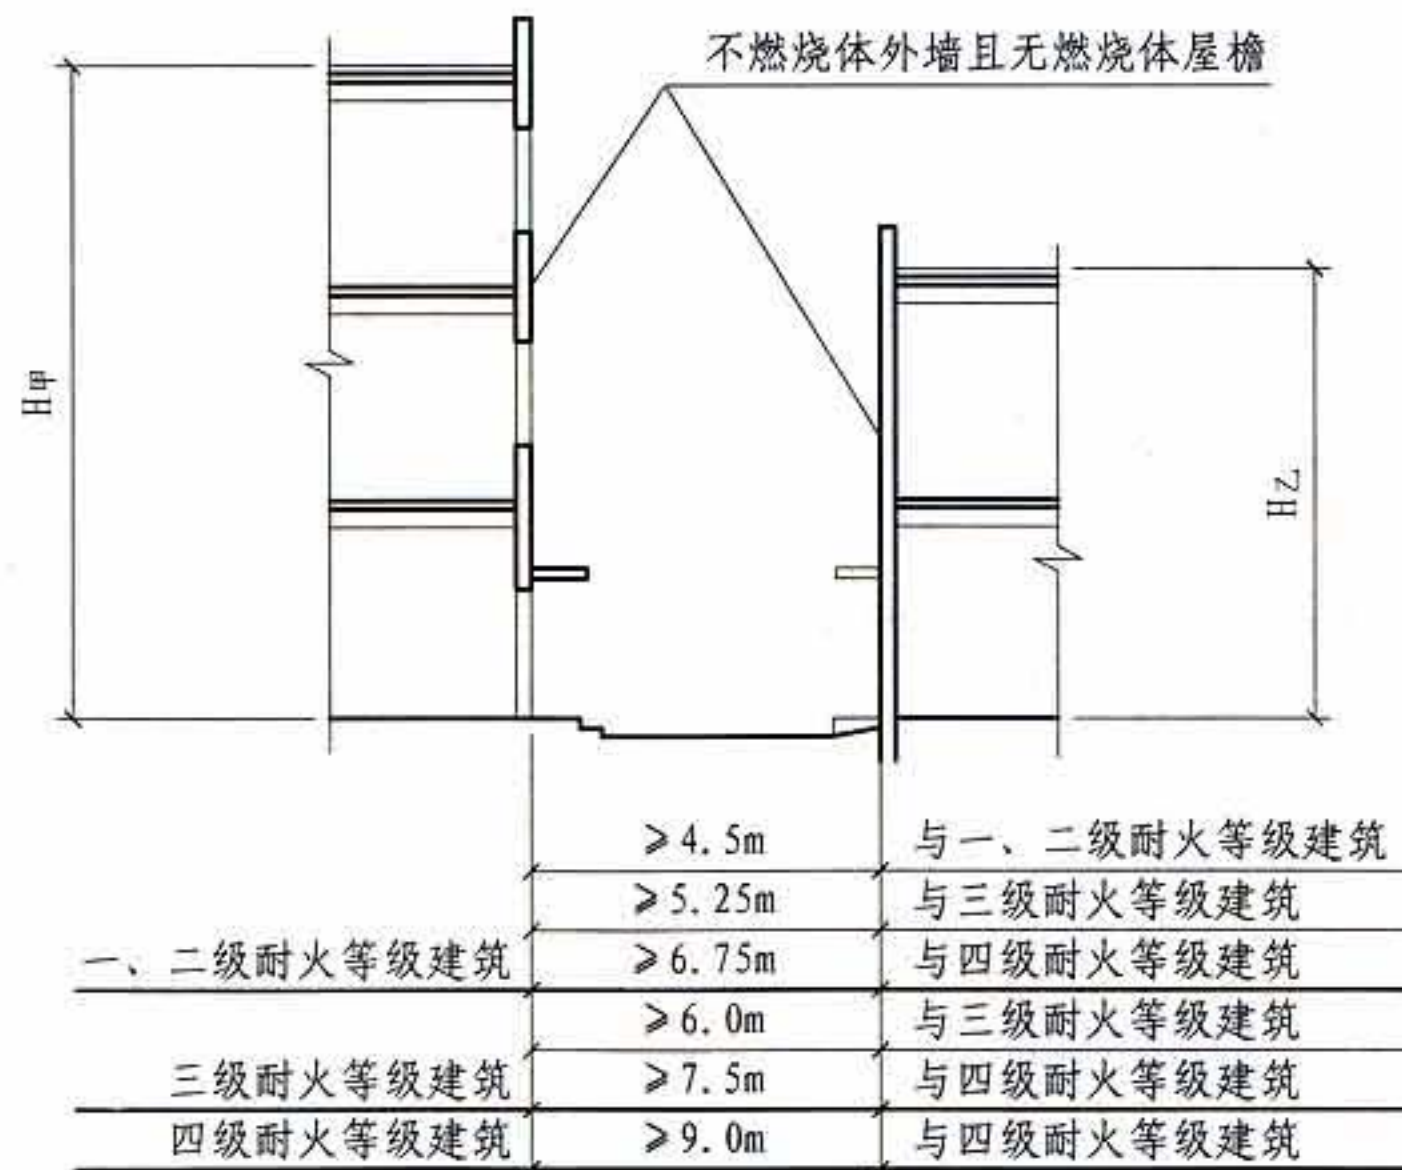 不燃烧体外墙且无燃烧体屋檐
H甲
H乙
≥4.5m 与一、二级耐火等级建筑
≥5.25m 与三级耐火等级建筑
一、二级耐火等级建筑 ≥6.75m 与四级耐火等级建筑
≥6.0m 与三级耐火等级建筑
三级耐火等级建筑 ≥7.5m 与四级耐火等级建筑
四级耐火等级建筑 ≥9.0m 与四级耐火等级建筑